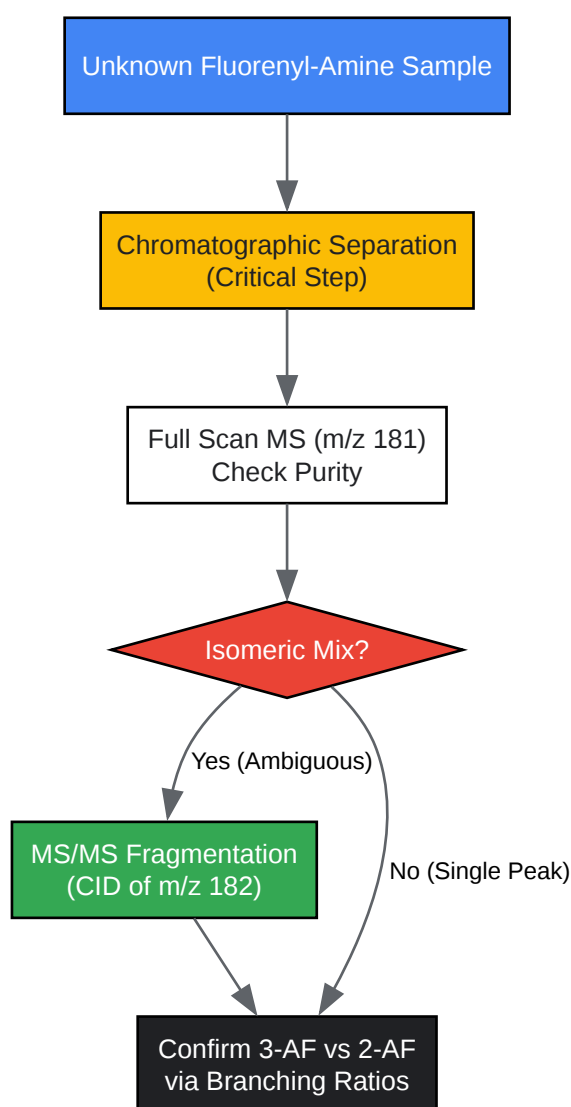 Unknown Fluorenyl-Amine Sample
Chromatographic Separation
(Critical Step)
Full Scan MS (m/z 181)
Check Purity
Isomeric Mix?
Yes (Ambiguous)
MS/MS Fragmentation
(CID of m/z 182)
No (Single Peak)
Confirm 3-AF vs 2-AF
via Branching Ratios